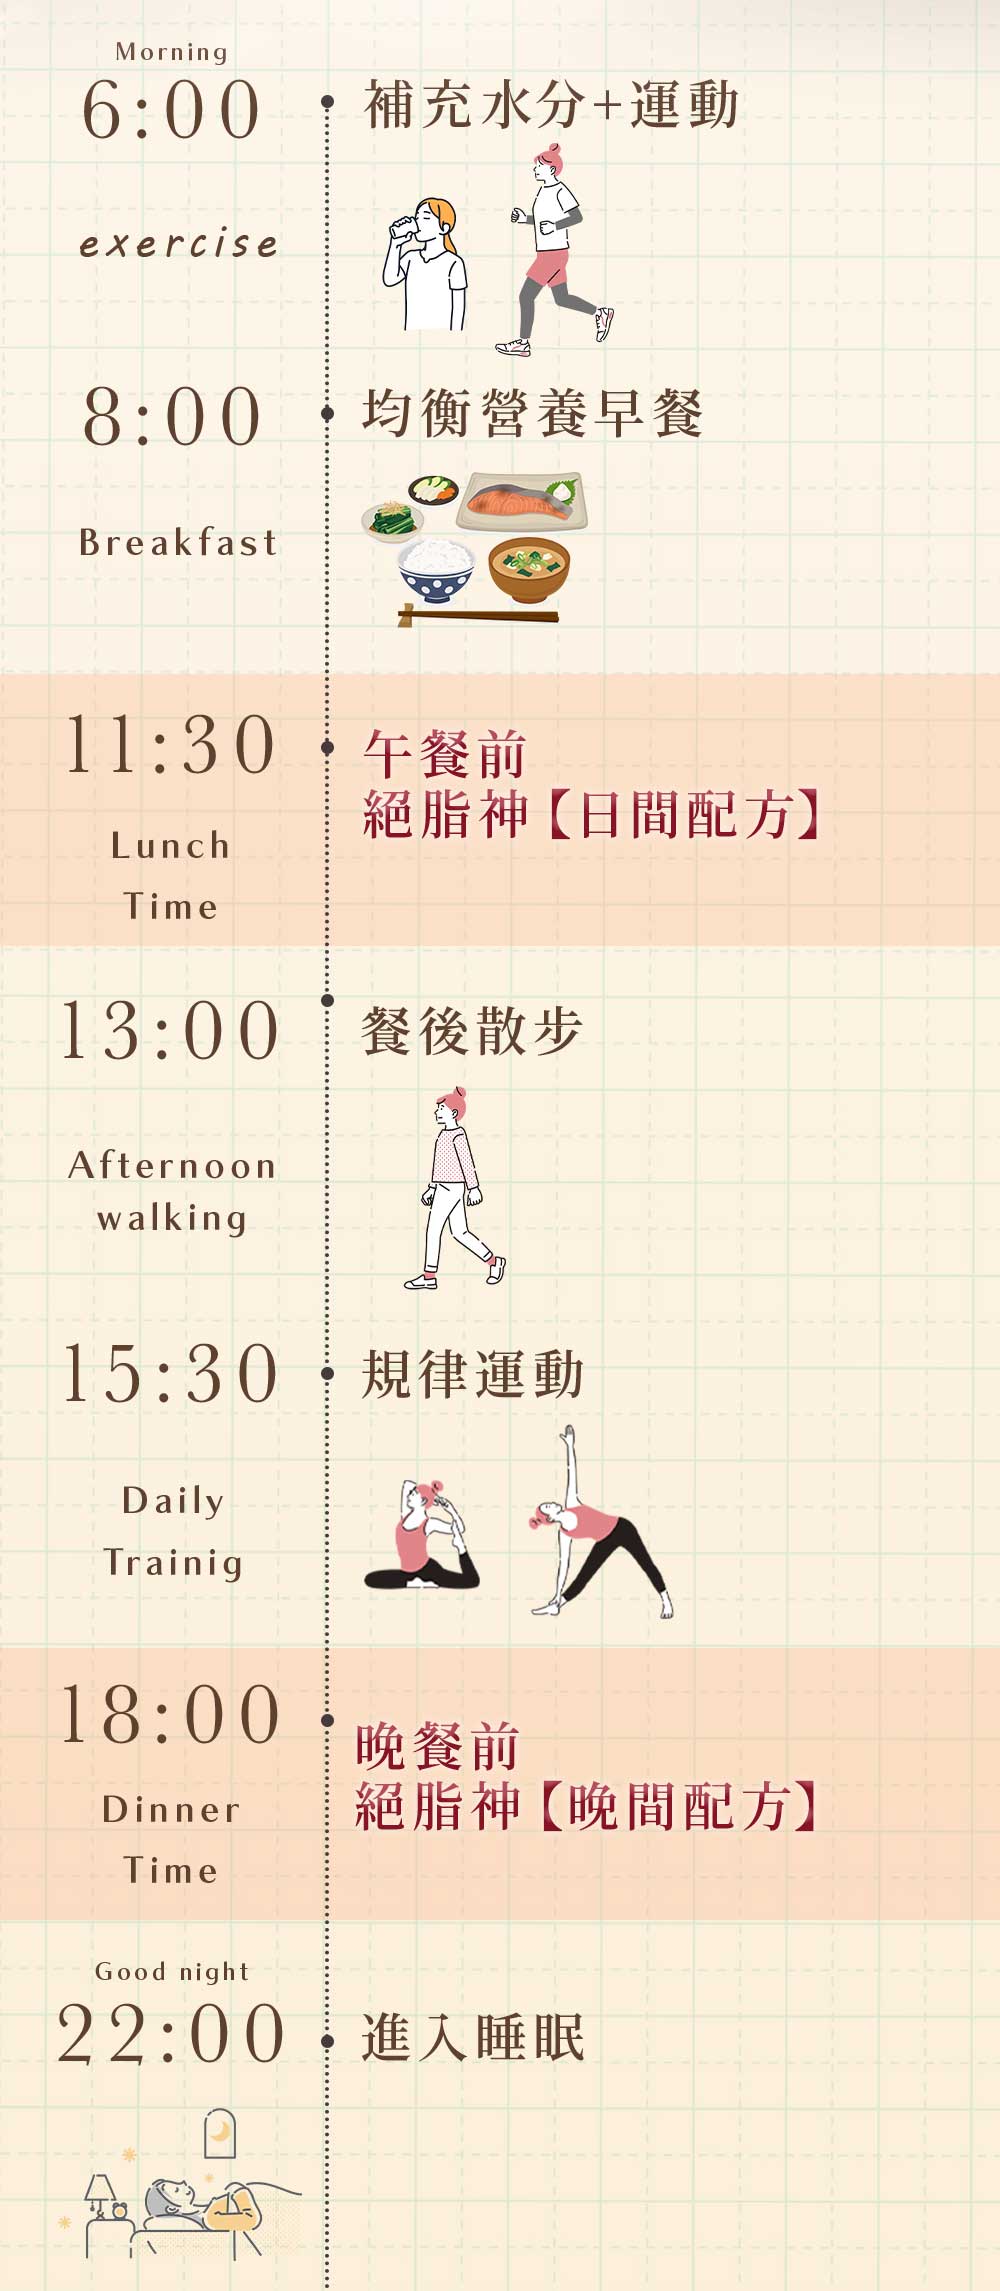 Morning
6:00
補充水分+運動
exercise
8:00
均衡營養早餐
Breakfast
11:30
午餐前
絕脂神【日間配方】
Lunch
Time
13:00
餐後散步
Afternoon
walking
15:30
規律運動
Daily
Trainig
18:00
晚餐前
絕脂神【晚間配方】
Dinner
Time
Good night
22:00
進入睡眠